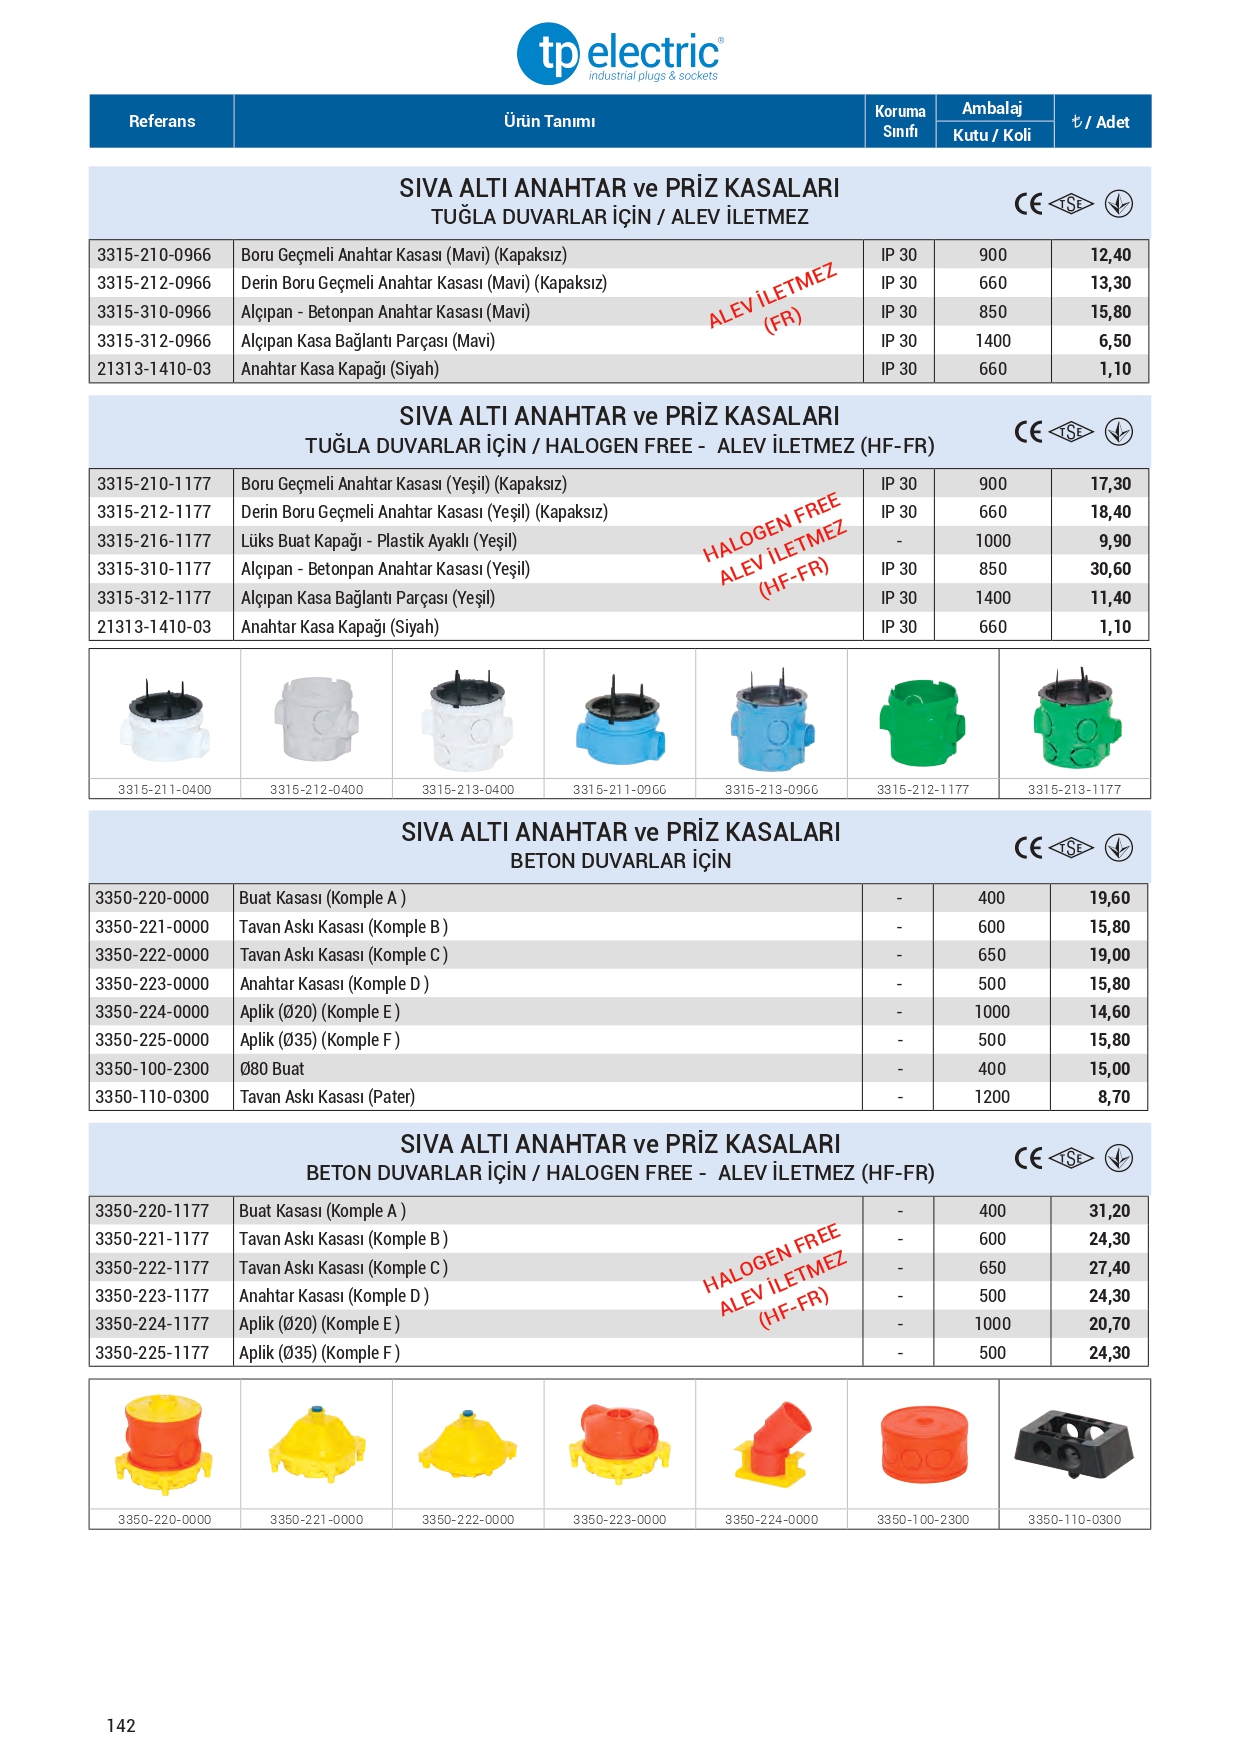 tp electric®
industrial plugs & sockets
Referans Ürün Tanımı Koruma Sınıfı Ambalaj Kutu / Koli ₺ / Adet
SIVA ALTI ANAHTAR ve PRİZ KASALARI
TUĞLA DUVARLAR İÇİN / ALEV İLETMEZ
CE TSE
3315-210-0966 Boru Geçmeli Anahtar Kasası (Mavi) (Kapaksız) IP 30 900 12,40
3315-212-0966 Derin Boru Geçmeli Anahtar Kasası (Mavi) (Kapaksız) IP 30 660 13,30
3315-310-0966 Alçıpan - Betonpan Anahtar Kasası (Mavi) IP 30 850 15,80
3315-312-0966 Alçıpan Kasa Bağlantı Parçası (Mavi) IP 30 1400 6,50
21313-1410-03 Anahtar Kasa Kapağı (Siyah) IP 30 660 1,10
ALEV İLETMEZ
(FR)
SIVA ALTI ANAHTAR ve PRİZ KASALARI
TUĞLA DUVARLAR İÇİN / HALOGEN FREE - ALEV İLETMEZ (HF-FR)
CE TSE
3315-210-1177 Boru Geçmeli Anahtar Kasası (Yeşil) (Kapaksız) IP 30 900 17,30
3315-212-1177 Derin Boru Geçmeli Anahtar Kasası (Yeşil) (Kapaksız) IP 30 660 18,40
3315-216-1177 Lüks Buat Kapağı - Plastik Ayaklı (Yeşil) - 1000 9,90
3315-310-1177 Alçıpan - Betonpan Anahtar Kasası (Yeşil) IP 30 850 30,60
3315-312-1177 Alçıpan Kasa Bağlantı Parçası (Yeşil) IP 30 1400 11,40
21313-1410-03 Anahtar Kasa Kapağı (Siyah) IP 30 660 1,10
HALOGEN FREE
ALEV İLETMEZ
(HF-FR)
3315-211-0400 3315-212-0400 3315-213-0400 3315-211-0966 3315-213-0966 3315-212-1177 3315-213-1177
SIVA ALTI ANAHTAR ve PRİZ KASALARI
BETON DUVARLAR İÇİN
CE TSE
3350-220-0000 Buat Kasası (Komple A ) - 400 19,60
3350-221-0000 Tavan Askı Kasası (Komple B ) - 600 15,80
3350-222-0000 Tavan Askı Kasası (Komple C ) - 650 19,00
3350-223-0000 Anahtar Kasası (Komple D ) - 500 15,80
3350-224-0000 Aplik (Ø20) (Komple E ) - 1000 14,60
3350-225-0000 Aplik (Ø35) (Komple F ) - 500 15,80
3350-100-2300 Ø80 Buat - 400 15,00
3350-110-0300 Tavan Askı Kasası (Pater) - 1200 8,70
SIVA ALTI ANAHTAR ve PRİZ KASALARI
BETON DUVARLAR İÇİN / HALOGEN FREE - ALEV İLETMEZ (HF-FR)
CE TSE
3350-220-1177 Buat Kasası (Komple A ) - 400 31,20
3350-221-1177 Tavan Askı Kasası (Komple B ) - 600 24,30
3350-222-1177 Tavan Askı Kasası (Komple C ) - 650 27,40
3350-223-1177 Anahtar Kasası (Komple D ) - 500 24,30
3350-224-1177 Aplik (Ø20) (Komple E ) - 1000 20,70
3350-225-1177 Aplik (Ø35) (Komple F ) - 500 24,30
HALOGEN FREE
ALEV İLETMEZ
(HF-FR)
3350-220-0000 3350-221-0000 3350-222-0000 3350-223-0000 3350-224-0000 3350-100-2300 3350-110-0300
142